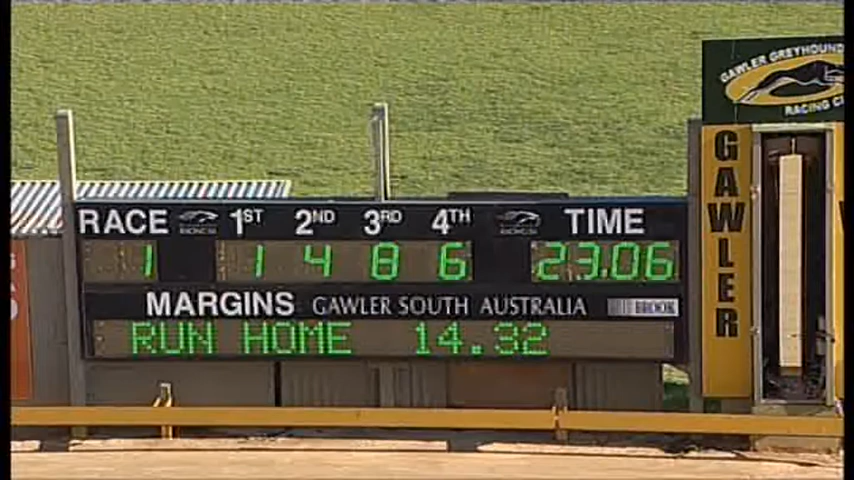 GAWLER GREYHOUND
RACING
GAWLER
RACE 1ST 2ND 3RD 4TH TIME
1 1 4 8 6 23.06
MARGINS GAWLER SOUTH AUSTRALIA BROOK
RUN HOME 14.32